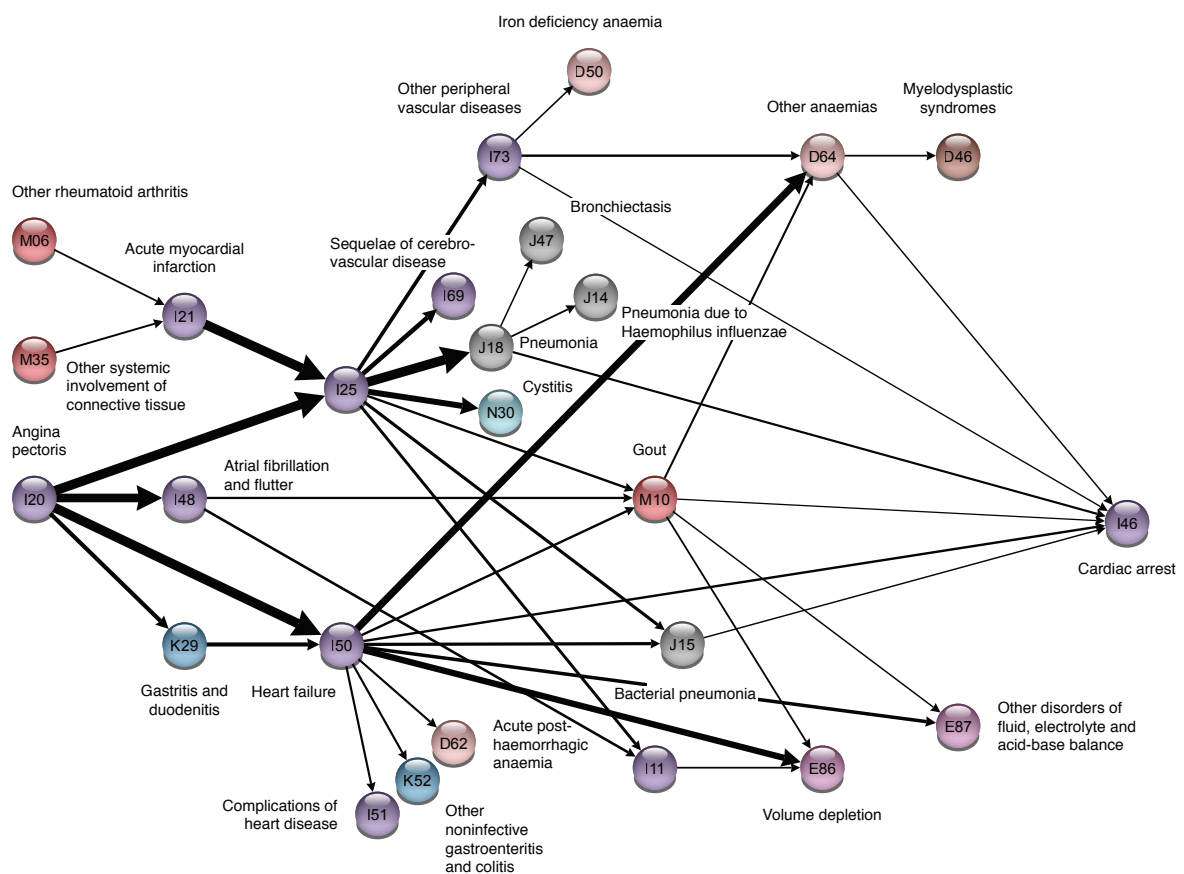 Iron deficiency anaemia
D50
Other peripheral
vascular diseases
I73
Other anaemias
D64
Myelodysplastic
syndromes
D46
Other rheumatoid arthritis
M06
Acute myocardial
infarction
I21
M35
Other systemic
involvement of
connective tissue
Bronchiectasis
J47
Sequelae of cerebro-
vascular disease
I69
J14
Pneumonia due to
Haemophilus influenzae
J18
Pneumonia
I25
Cystitis
N30
Angina
pectoris
I20
Atrial fibrillation
and flutter
I48
Gout
M10
I46
Cardiac arrest
K29
Gastritis and
duodenitis
I50
Heart failure
J15
Bacterial pneumonia
E87
Other disorders of
fluid, electrolyte and
acid-base balance
D62
Acute post-
haemorrhagic
anaemia
K52
Other
noninfective
gastroenteritis
and colitis
I51
Complications of
heart disease
I11
E86
Volume depletion